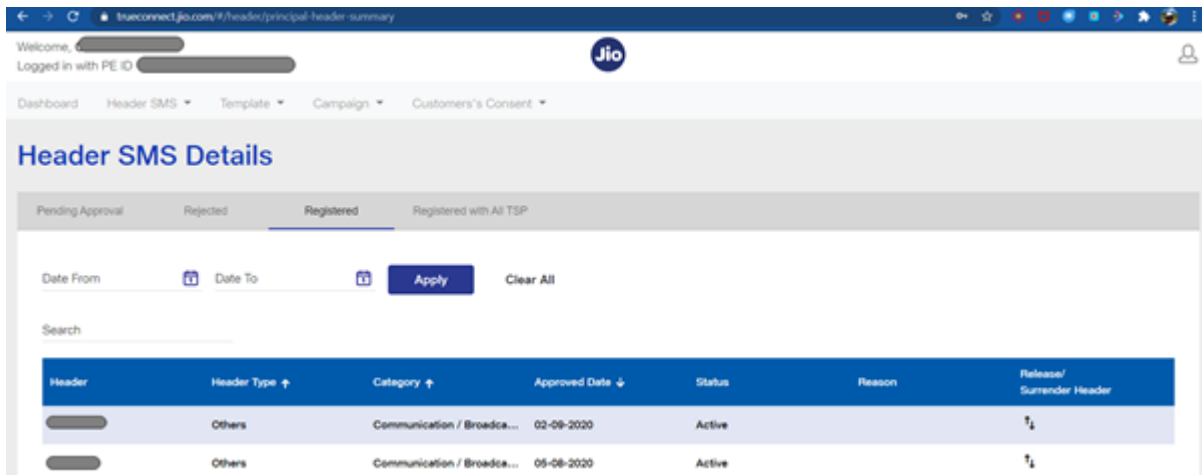 trueconnect.jio.com/#/header/principal-header-summary
Welcome,
Logged in with PE ID
Jio
Dashboard Header SMS Template Campaign Customers's Consent
Header SMS Details
Pending Approval Rejected Registered Registered with All TSP
Date From Date To Apply Clear All
Search
Header Header Type Category Approved Date Status Reason Release/
Surrender Header
Others Communication / Broadca... 02-09-2020 Active
Others Communication / Broadca... 05-08-2020 Active